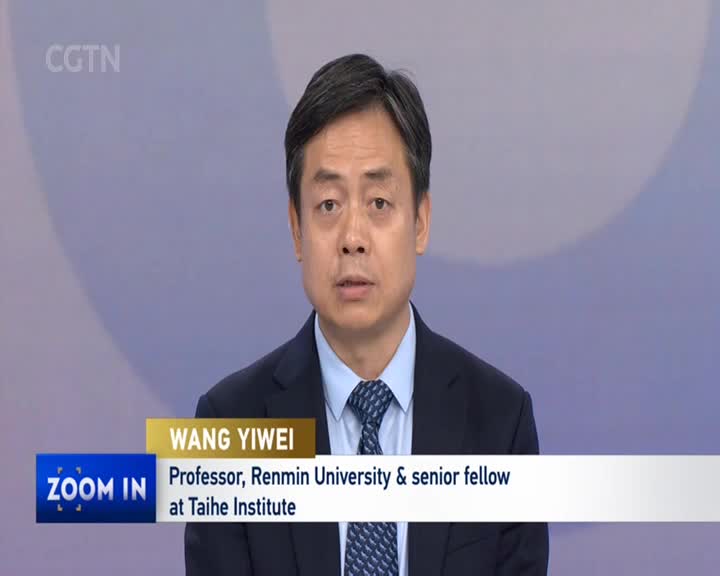 CGTN
WANG YIWEI
ZOOM IN
Professor, Renmin University & senior fellow
at Taihe Institute